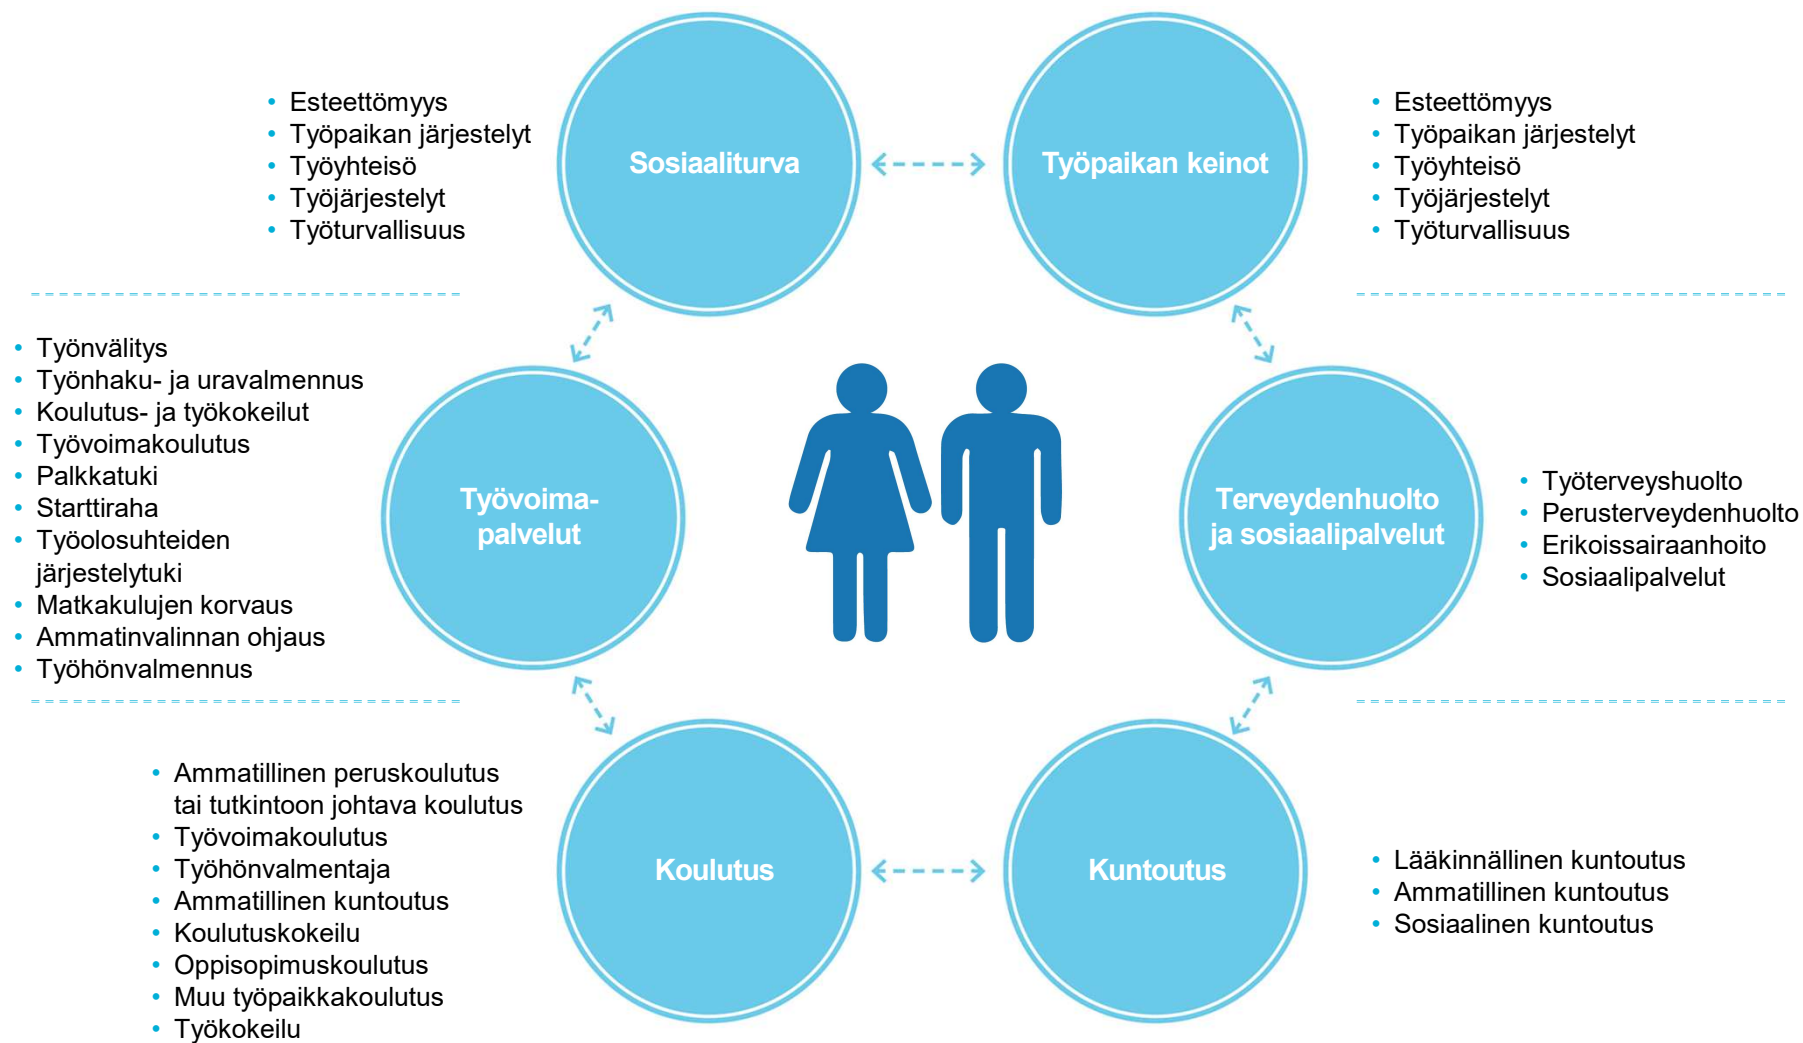 • Esteettömyys
• Työpaikan järjestelyt
• Työyhteisö
• Työjärjestelyt
• Työturvallisuus
Sosiaaliturva
Työpaikan keinot
• Esteettömyys
• Työpaikan järjestelyt
• Työyhteisö
• Työjärjestelyt
• Työturvallisuus
• Työnvälitys
• Työnhaku- ja uravalmennus
• Koulutus- ja työkokeilut
• Työvoimakoulutus
• Palkkatuki
• Starttiraha
• Työolosuhteiden
järjestelytuki
• Matkakulujen korvaus
• Ammatinvalinnan ohjaus
• Työhönvalmennus
Työvoima-
palvelut
Terveydenhuolto
ja sosiaalipalvelut
• Työterveyshuolto
• Perusterveydenhuolto
• Erikoissairaanhoito
• Sosiaalipalvelut
• Ammatillinen peruskoulutus
tai tutkintoon johtava koulutus
• Työvoimakoulutus
• Työhönvalmentaja
• Ammatillinen kuntoutus
• Koulutuskokeilu
• Oppisopimuskoulutus
• Muu työpaikkakoulutus
• Työkokeilu
Koulutus
Kuntoutus
• Lääkinnällinen kuntoutus
• Ammatillinen kuntoutus
• Sosiaalinen kuntoutus